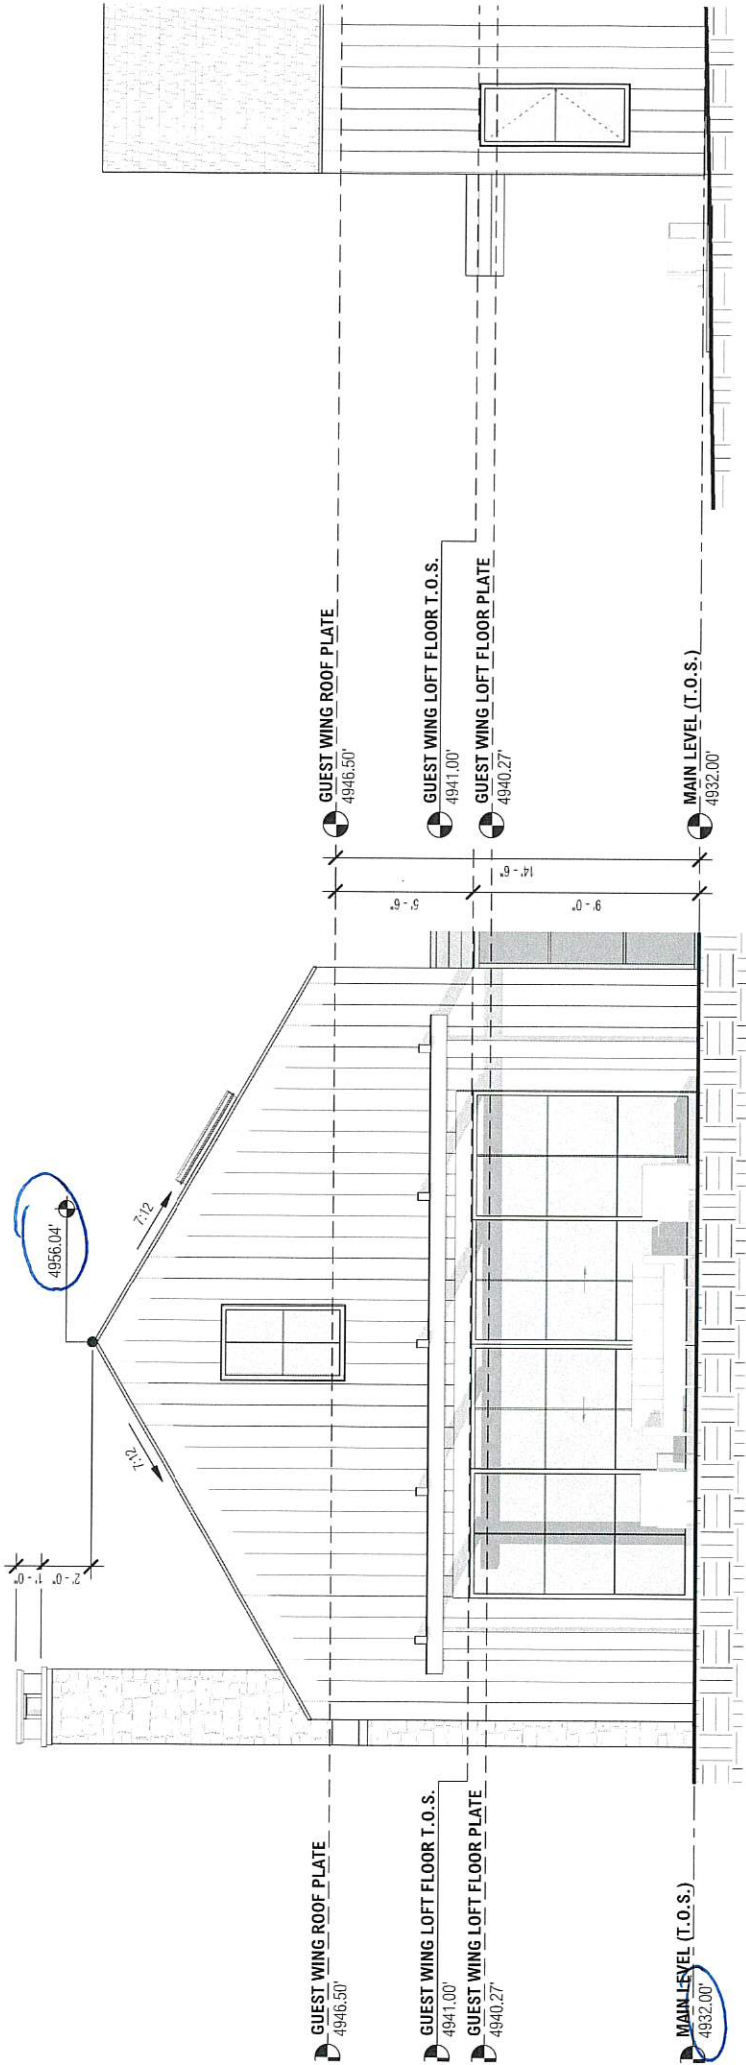 4956.04'
7:12
7:12
1' - 0"
2' - 0"
GUEST WING ROOF PLATE
4946.50'
GUEST WING LOFT FLOOR T.O.S.
4941.00'
GUEST WING LOFT FLOOR PLATE
4940.27'
MAIN LEVEL (T.O.S.)
4932.00'
5' - 6"
14' - 6"
9' - 0"
GUEST WING ROOF PLATE
4946.50'
GUEST WING LOFT FLOOR T.O.S.
4941.00'
GUEST WING LOFT FLOOR PLATE
4940.27'
MAIN LEVEL (T.O.S.)
4932.00'